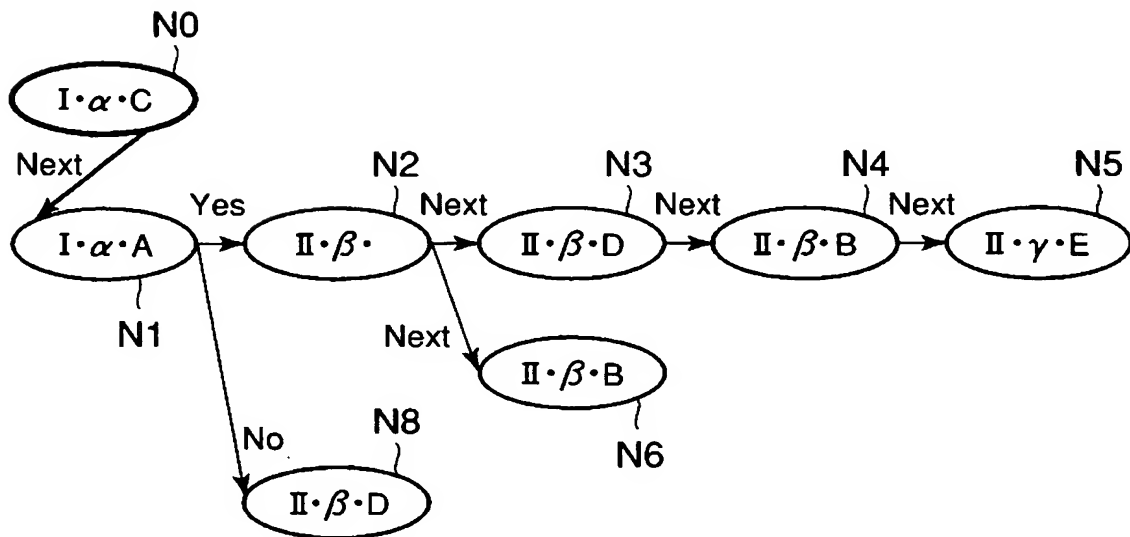 N0
I·α·C
Next
N2
N3
N4
N5
Yes
Next
Next
Next
I·α·A
II·β·
II·β·D
II·β·B
II·γ·E
N1
Next
II·β·B
N8
No
N6
II·β·D